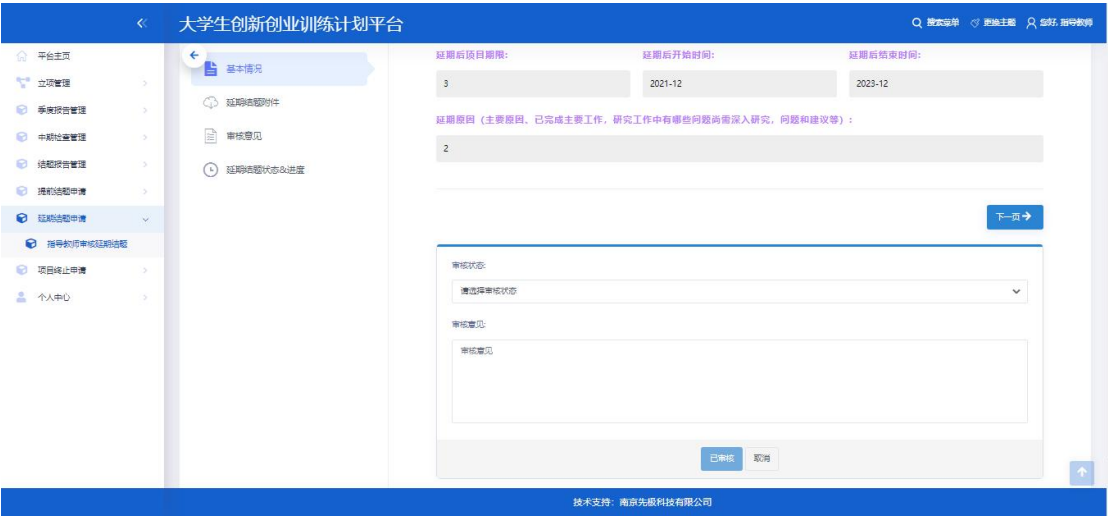 大学生创新创业训练计划平台
搜索菜单
更换主题
您好, 指导教师
平台主页
立项管理
季度报告管理
中期检查管理
结题报告管理
提前结题申请
延期结题申请
指导教师审核延期结题
项目终止申请
个人中心
基本情况
延期结题附件
审核意见
延期结题状态&进度
延期后项目期限: 延期后开始时间: 延期后结束时间:
3 2021-12 2023-12
延期原因（主要原因、已完成主要工作，研究工作中有哪些问题尚需深入研究，问题和建议等）:
2
下一页
审核状态:
请选择审核状态
审核意见:
审核意见
已审核 取消
技术支持：南京先极科技有限公司